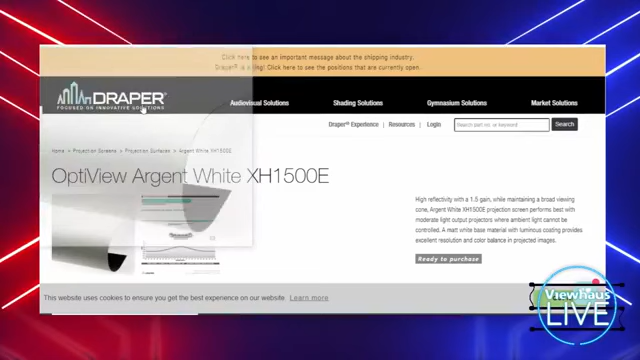 Click here to see an important message about the shipping industry.
Draper® is Click here to see the positions that are currently open.
DRAPER®
FOCUSED ON INNOVATIVE SOLUTIONS
Audiovisual Solutions
Shading Solutions
Gymnasium Solutions
Market Solutions
Draper® Experience
Resources
Login
Search part no. or keyword
Search
Home > Projection Screens > Projection Surfaces > Argent White XH1500E
OptiView Argent White XH1500E
High reflectivity with a 1.5 gain, while maintaining a broad viewing
cone, Argent White XH1500E projection screen performs best with
moderate light output projectors where ambient light cannot be
controlled. A matt white base material with luminous coating provides
excellent resolution and color balance in projected images.
Ready to purchase
This website uses cookies to ensure you get the best experience on our website. Learn more
Viewhaus
LIVE